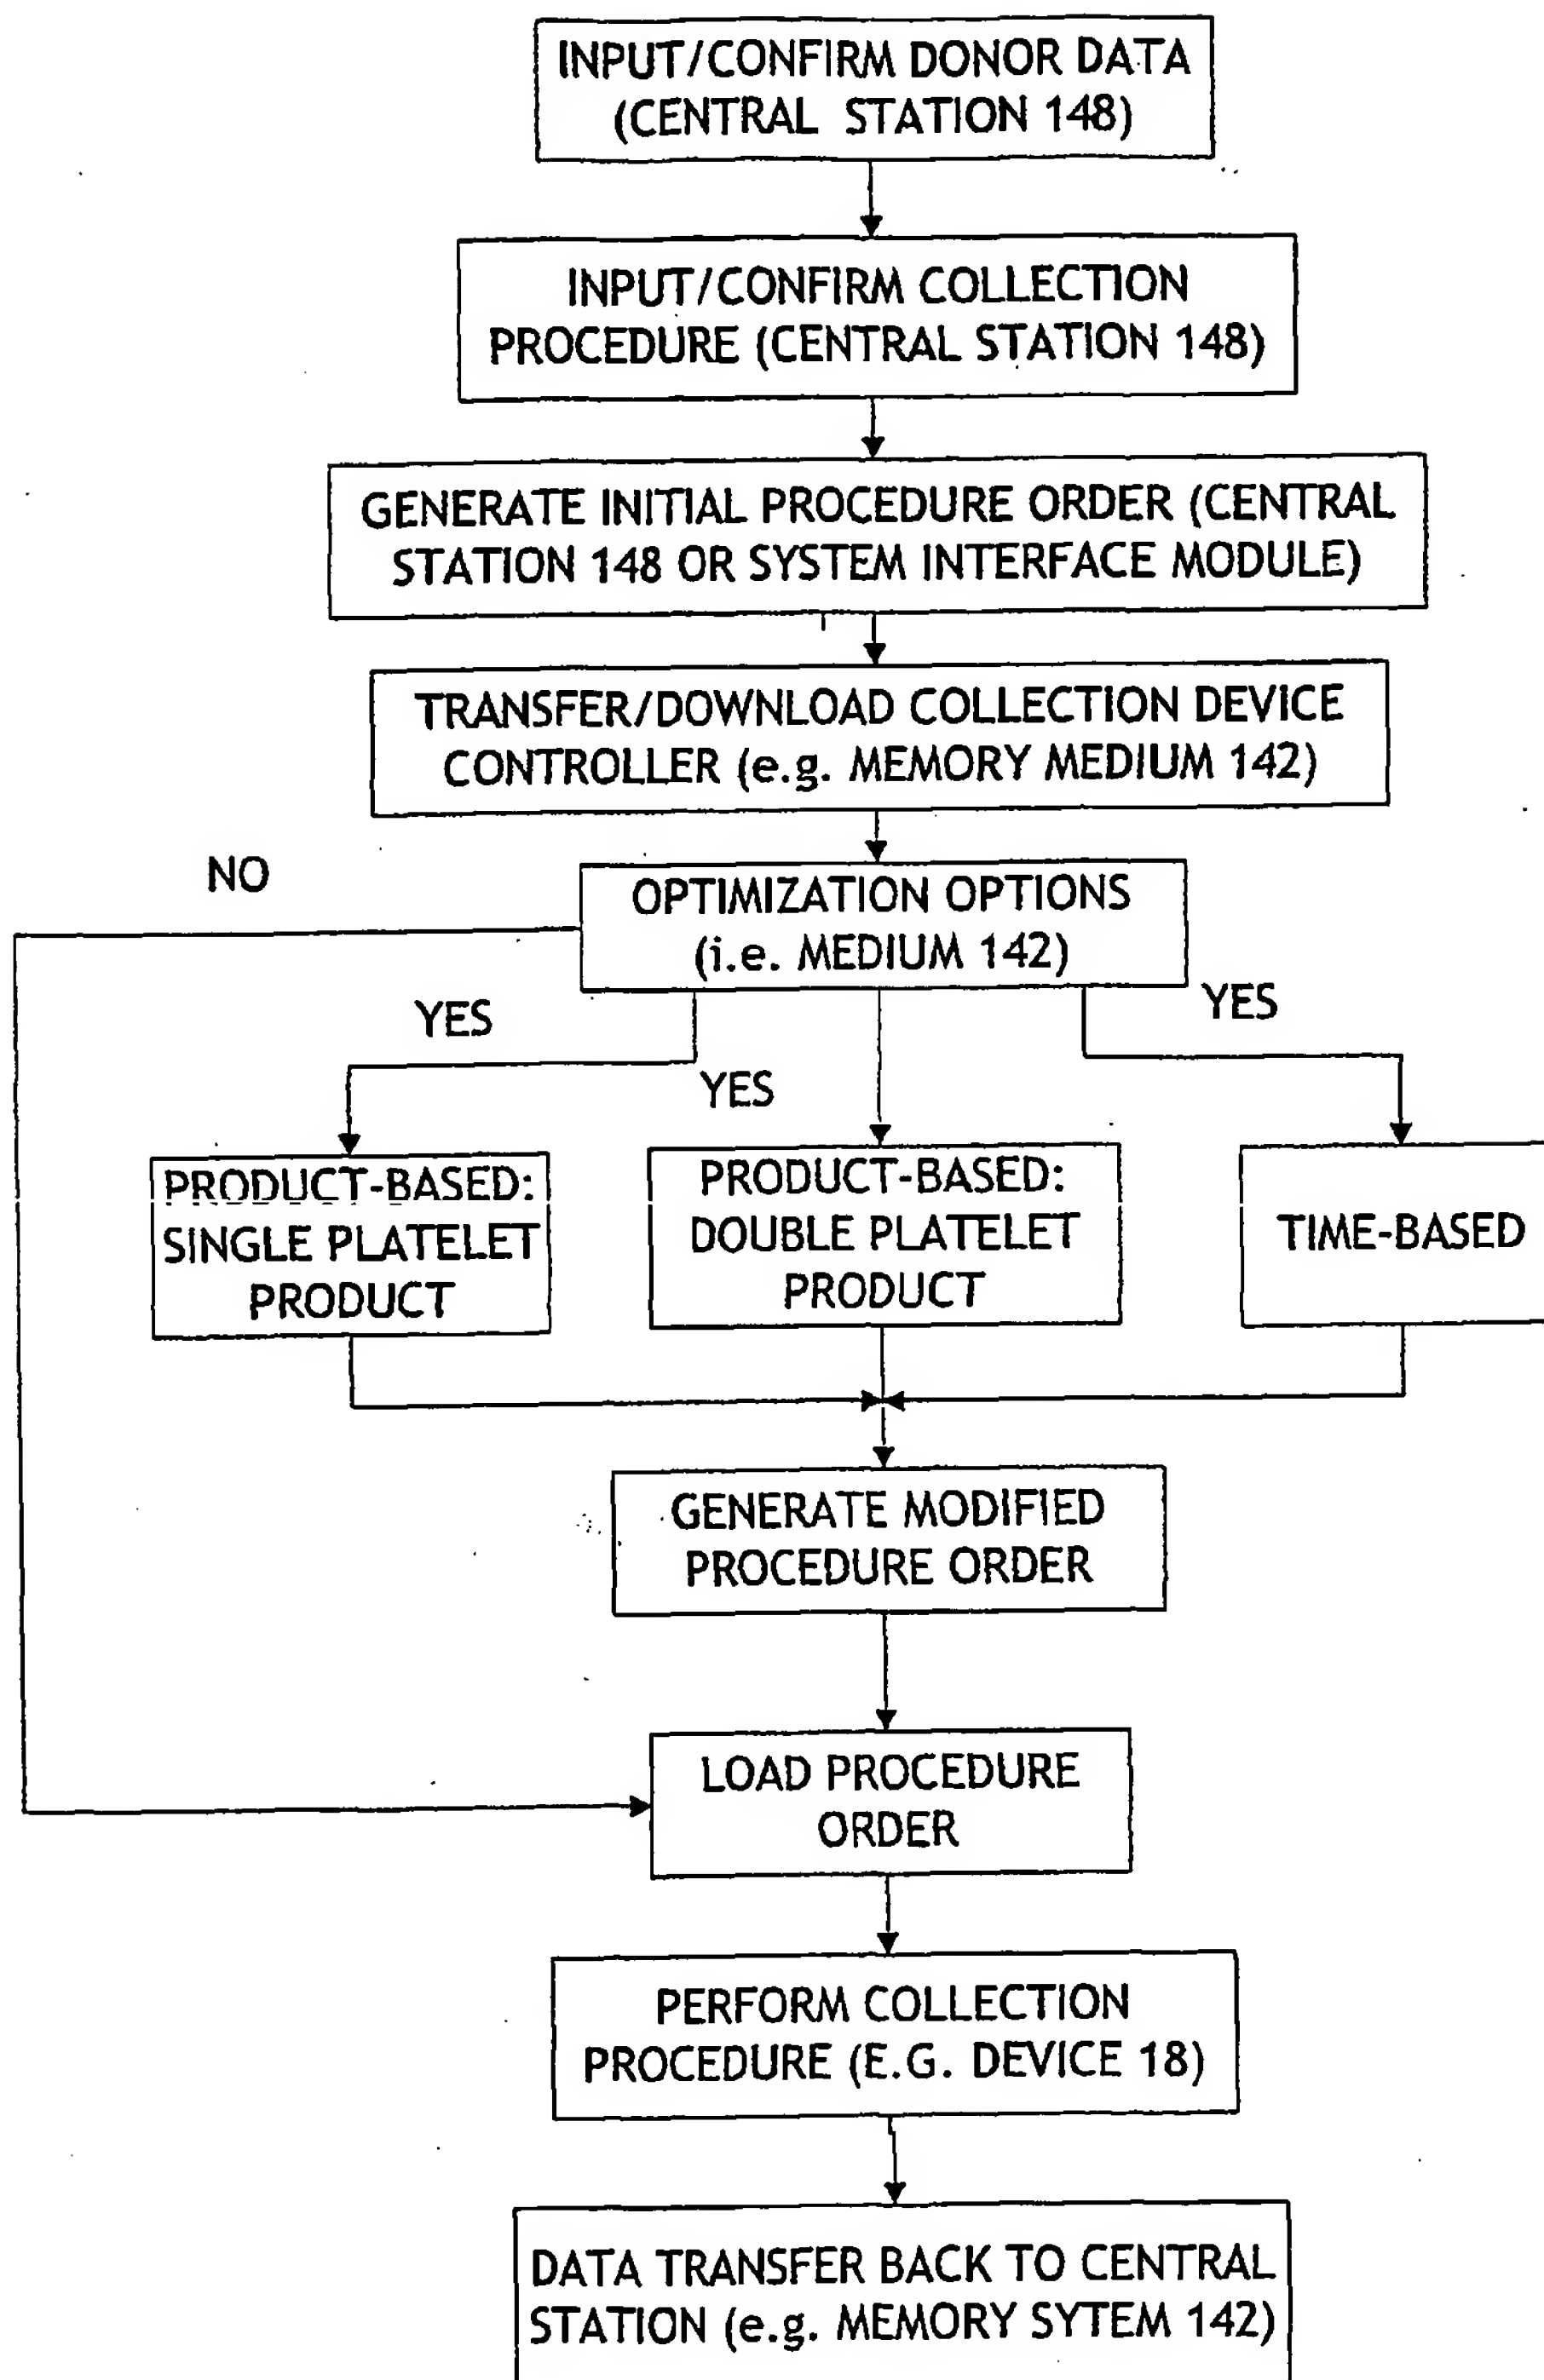 INPUT/CONFIRM DONOR DATA
(CENTRAL STATION 148)
INPUT/CONFIRM COLLECTION
PROCEDURE (CENTRAL STATION 148)
GENERATE INITIAL PROCEDURE ORDER (CENTRAL
STATION 148 OR SYSTEM INTERFACE MODULE)
TRANSFER/DOWNLOAD COLLECTION DEVICE
CONTROLLER (e.g. MEMORY MEDIUM 142)
NO
OPTIMIZATION OPTIONS
(i.e. MEDIUM 142)
YES
YES
YES
PRODUCT-BASED:
SINGLE PLATELET
PRODUCT
PRODUCT-BASED:
DOUBLE PLATELET
PRODUCT
TIME-BASED
GENERATE MODIFIED
PROCEDURE ORDER
LOAD PROCEDURE
ORDER
PERFORM COLLECTION
PROCEDURE (E.G. DEVICE 18)
DATA TRANSFER BACK TO CENTRAL
STATION (e.g. MEMORY SYTEM 142)